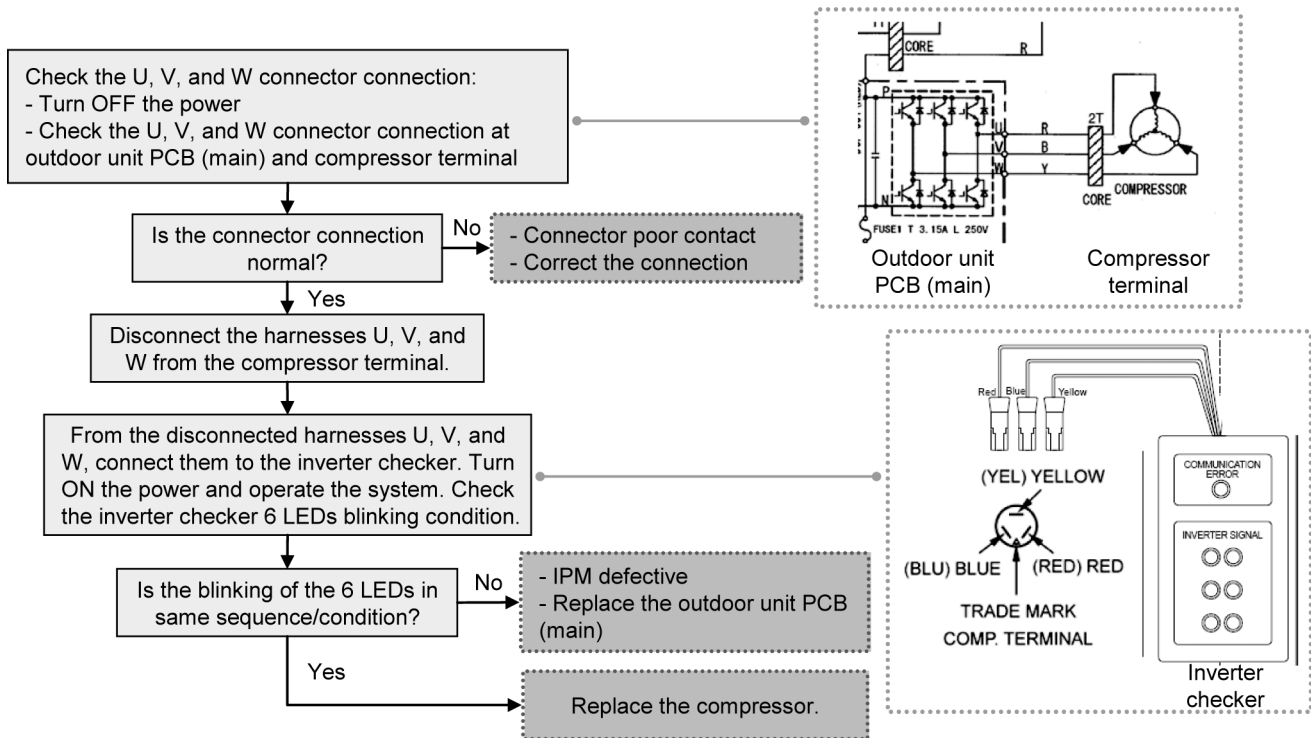 Check the U, V, and W connector connection:
- Turn OFF the power
- Check the U, V, and W connector connection at
outdoor unit PCB (main) and compressor terminal
Is the connector connection
normal?
No
- Connector poor contact
- Correct the connection
Yes
Disconnect the harnesses U, V, and
W from the compressor terminal.
From the disconnected harnesses U, V, and
W, connect them to the inverter checker. Turn
ON the power and operate the system. Check
the inverter checker 6 LEDs blinking condition.
Is the blinking of the 6 LEDs in
same sequence/condition?
No
- IPM defective
- Replace the outdoor unit PCB
(main)
Yes
Replace the compressor.
CORE
R
P
U
R
2T
V
B
W
Y
N
CORE
COMPRESSOR
FUSE1 T 3.15A L 250V
Outdoor unit
PCB (main)
Compressor
terminal
Red
Blue
Yellow
(YEL) YELLOW
(BLU) BLUE
(RED) RED
TRADE MARK
COMP. TERMINAL
COMMUNICATION
ERROR
INVERTER SIGNAL
Inverter
checker